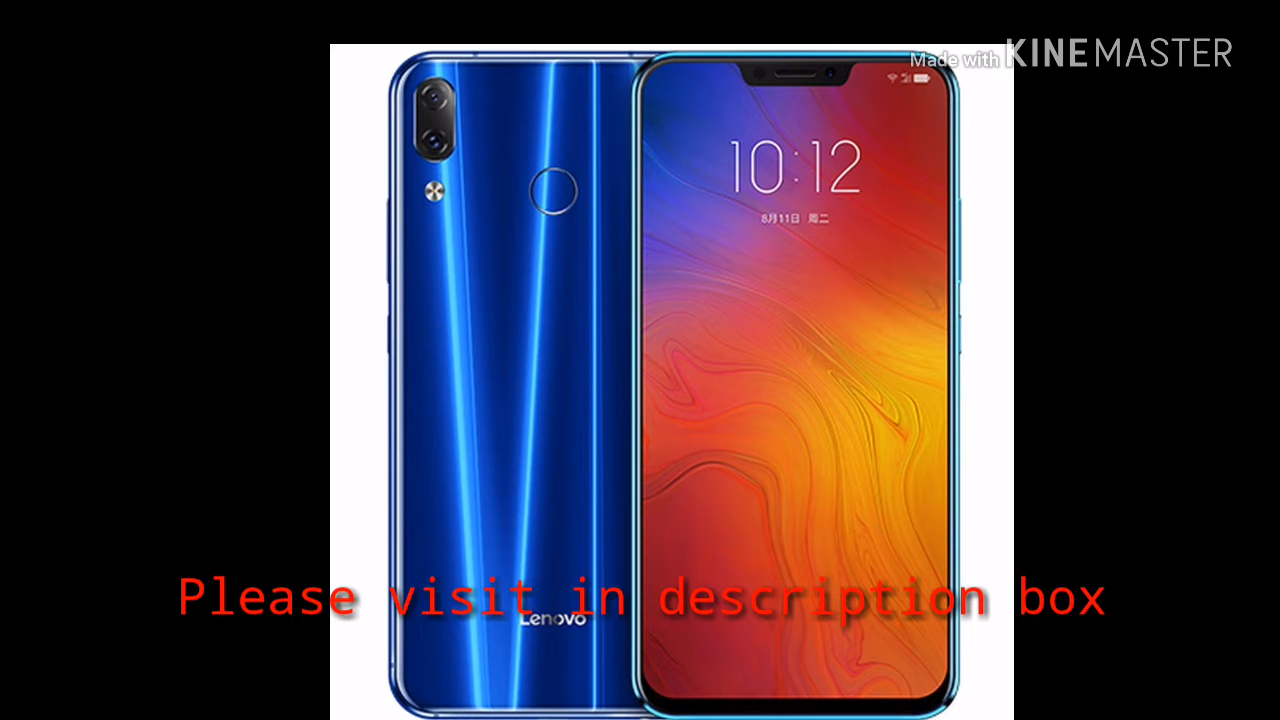 Made with KINEMASTER
10:12
8月11日 周二
Please visit in description box
Lenovo